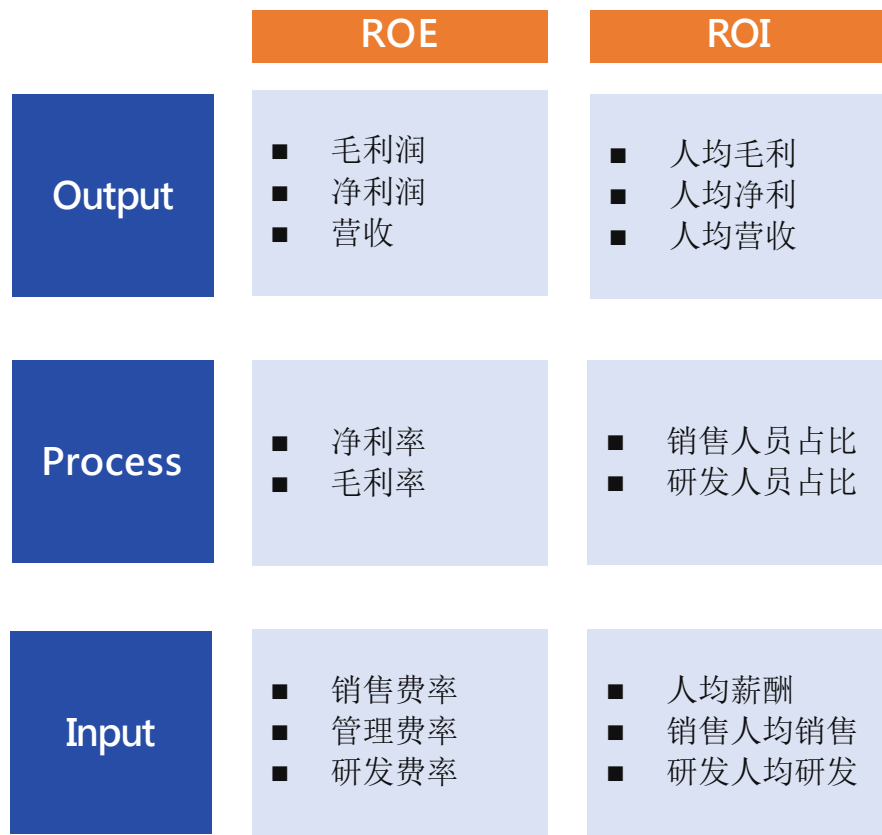 ROE ROI
Output
■ 毛利润
■ 净利润
■ 营收
■ 人均毛利
■ 人均净利
■ 人均营收
Process
■ 净利率
■ 毛利率
■ 销售人员占比
■ 研发人员占比
Input
■ 销售费率
■ 管理费率
■ 研发费率
■ 人均薪酬
■ 销售人均销售
■ 研发人均研发